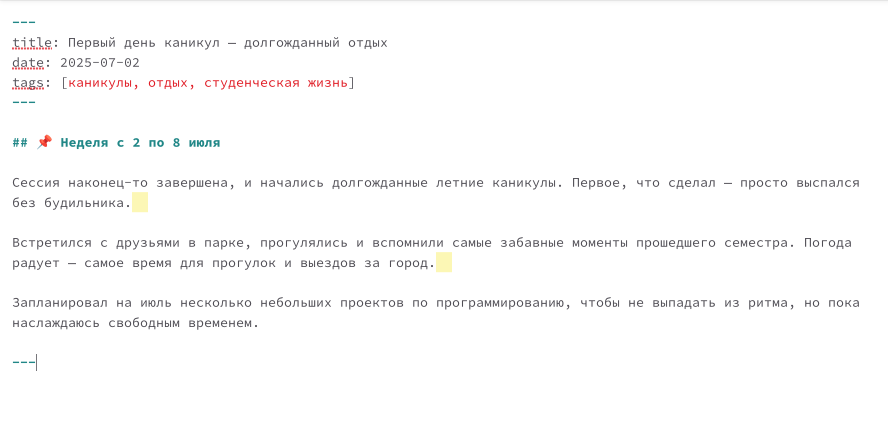 ---
title: Первый день каникул — долгожданный отдых
date: 2025-07-02
tags: [каникулы, отдых, студенческая жизнь]
---
## 📌 Неделя с 2 по 8 июля
Сессия наконец-то завершена, и начались долгожданные летние каникулы. Первое, что сделал — просто выспался
без будильника.
Встретился с друзьями в парке, прогулялись и вспомнили самые забавные моменты прошедшего семестра. Погода
радует — самое время для прогулок и выездов за город.
Запланировал на июль несколько небольших проектов по программированию, чтобы не выпадать из ритма, но пока
наслаждаюсь свободным временем.
---